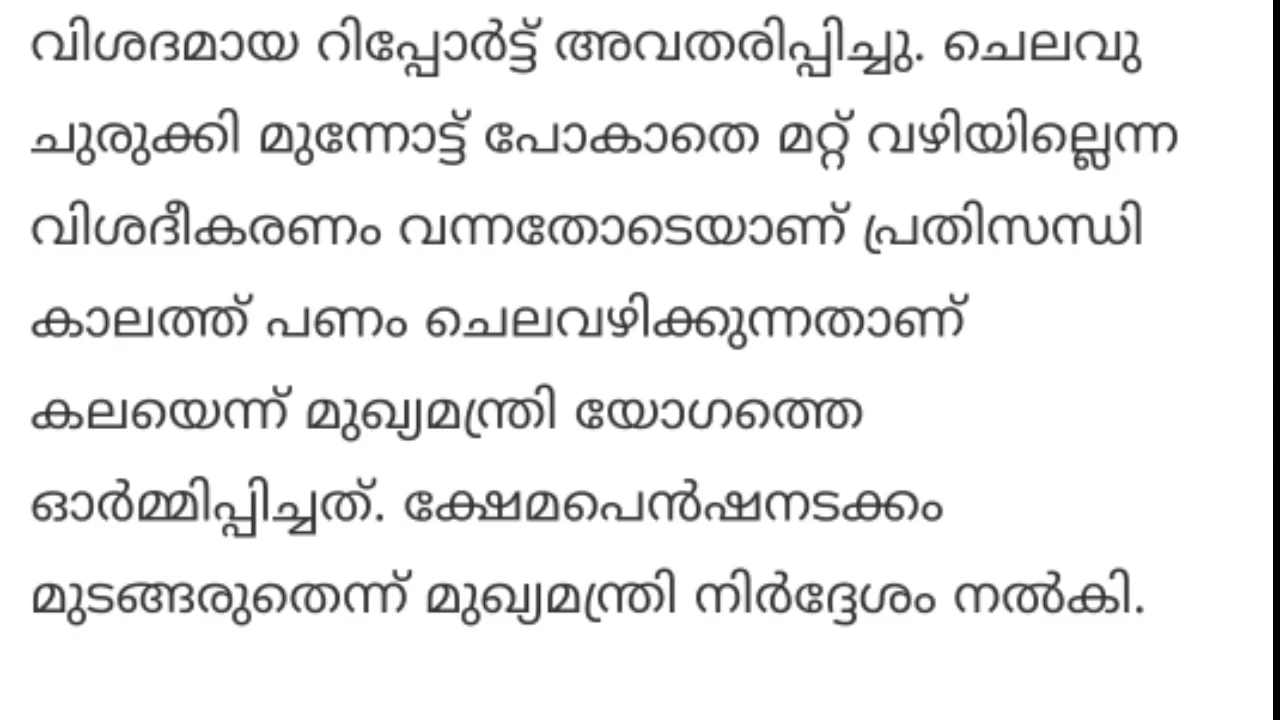 വിശദമായ റിപ്പോർട്ട് അവതരിപ്പിച്ചു. ചെലവു
ചുരുക്കി മുന്നോട്ട് പോകാതെ മറ്റ് വഴിയില്ലെന്ന
വിശദീകരണം വന്നതോടെയാണ് പ്രതിസന്ധി
കാലത്ത് പണം ചെലവഴിക്കുന്നതാണ്
കലയെന്ന് മുഖ്യമന്ത്രി യോഗത്തെ
ഓർമ്മിപ്പിച്ചത്. ക്ഷേമപെൻഷനടക്കം
മുടങ്ങരുതെന്ന് മുഖ്യമന്ത്രി നിർദ്ദേശം നൽകി.